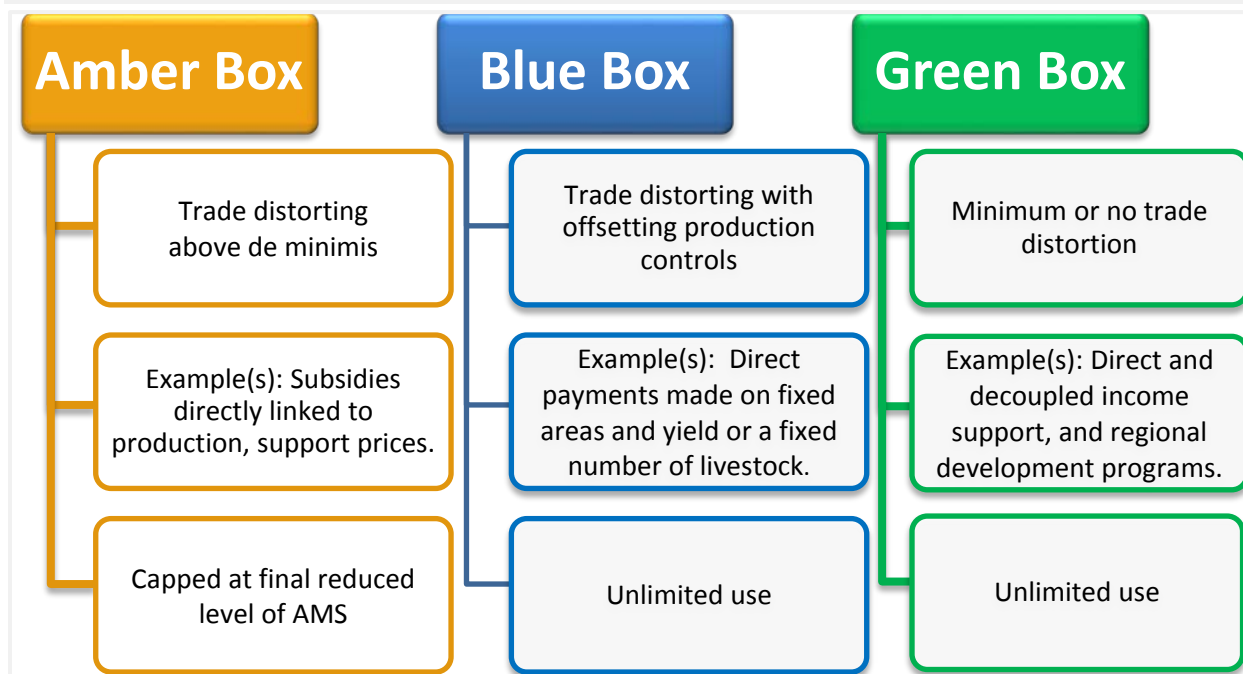 Amber Box
Trade distorting
above de minimis
Example(s): Subsidies
directly linked to
production, support prices.
Capped at final reduced
level of AMS
Blue Box
Trade distorting with
offsetting production
controls
Example(s):  Direct
payments made on fixed
areas and yield or a fixed
number of livestock.
Unlimited use
Green Box
Minimum or no trade
distortion
Example(s): Direct and
decoupled income
support, and regional
development programs.
Unlimited use